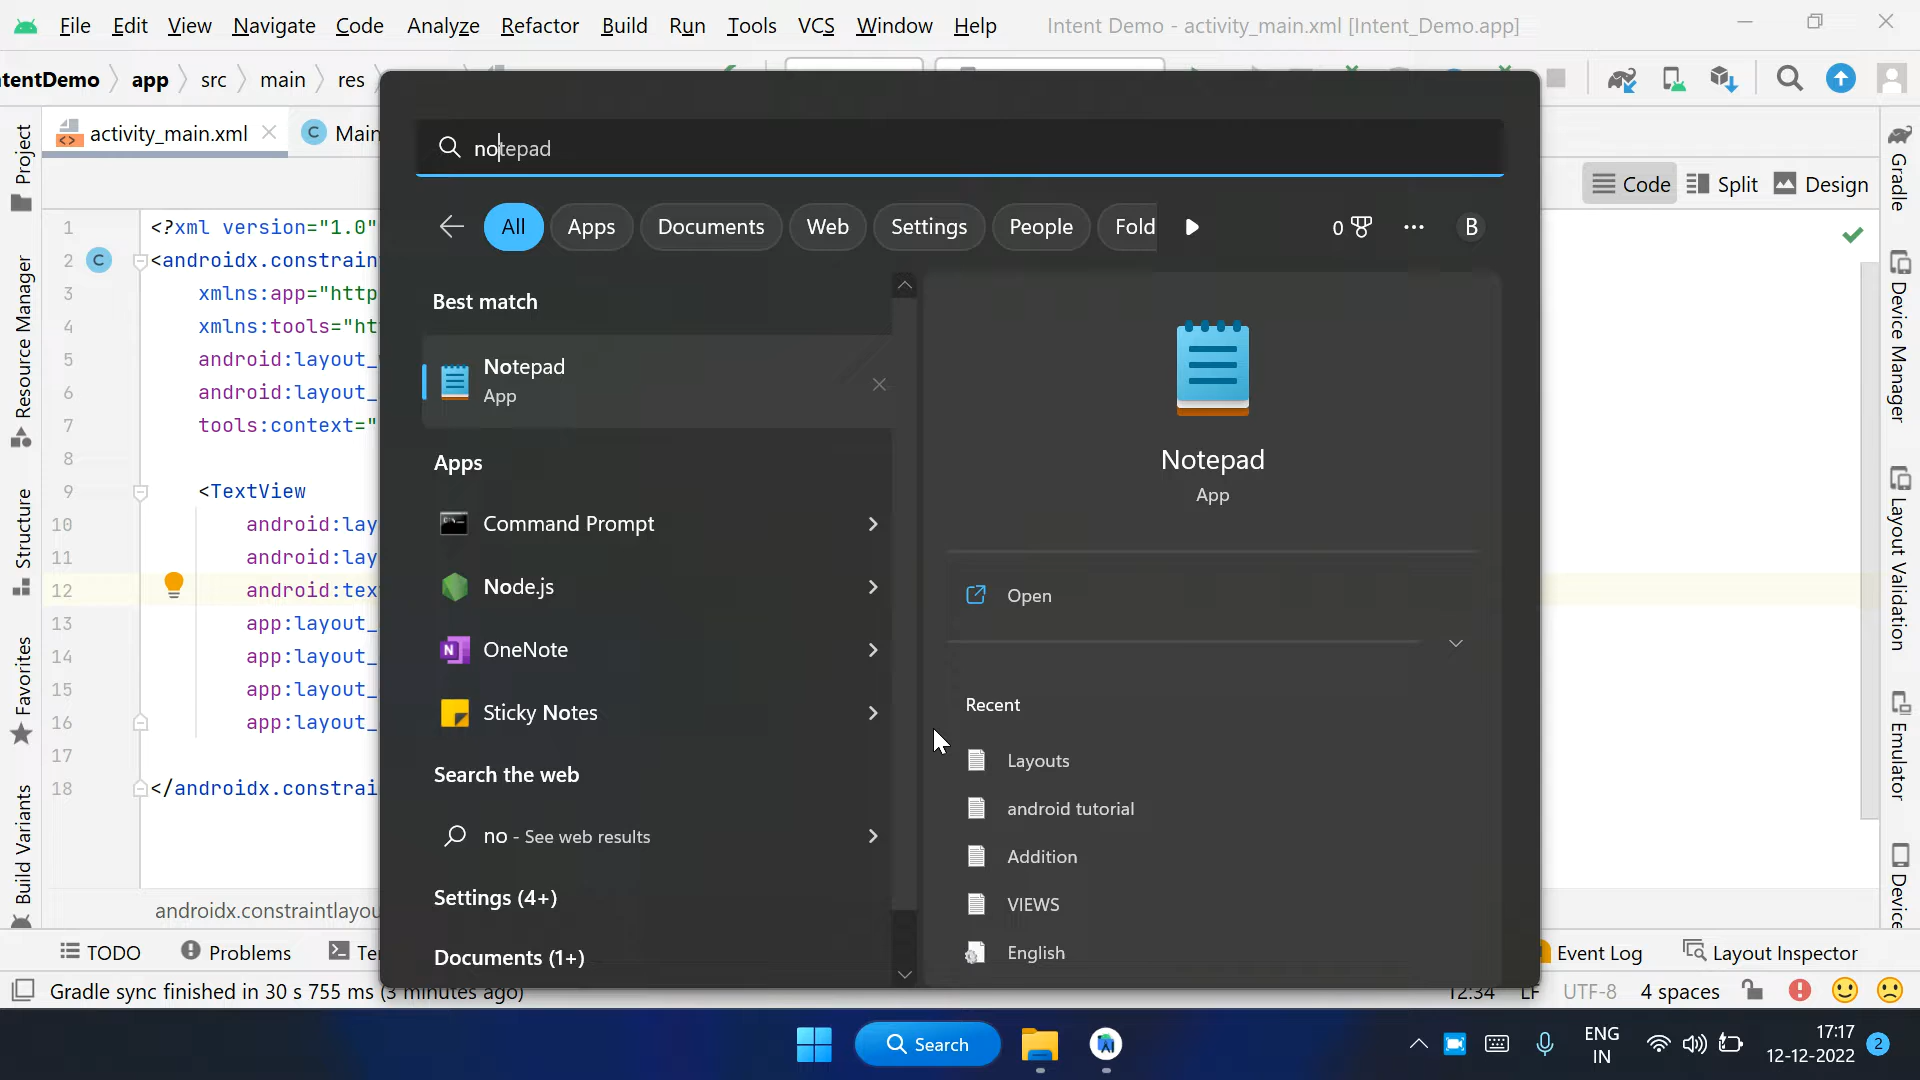 File Edit View Navigate Code Analyze Refactor Build Run Tools VCS Window Help Intent Demo - activity_main.xml [Intent_Demo.app]
ntentDemo app src main res
activity_main.xml Main
Code Split Design
Project
Resource Manager
Structure
Favorites
Build Variants
1 <?xml version="1.0"
2 <androidx.constrain
3 xmlns:app="http
4 xmlns:tools="ht
5 android:layout_
6 android:layout_
7 tools:context="
8
9 <TextView
10 android:lay
11 android:lay
12 android:tex
13 app:layout_
14 app:layout_
15 app:layout_
16 app:layout_
17
18 </androidx.constrai
androidx.constraintlayou
notepad
All Apps Documents Web Settings People Fold 0 B
Best match
Notepad
App
Apps
Command Prompt
Node.js
OneNote
Sticky Notes
Search the web
no - See web results
Settings (4+)
Documents (1+)
Notepad
App
Open
Recent
Layouts
android tutorial
Addition
VIEWS
English
Gradle
Device Manager
Layout Validation
Emulator
Device
TODO Problems Te Event Log Layout Inspector
Gradle sync finished in 30 s 755 ms (3 minutes ago) 12:34 LF UTF-8 4 spaces
Search
ENG
IN
17:17
12-12-2022
2